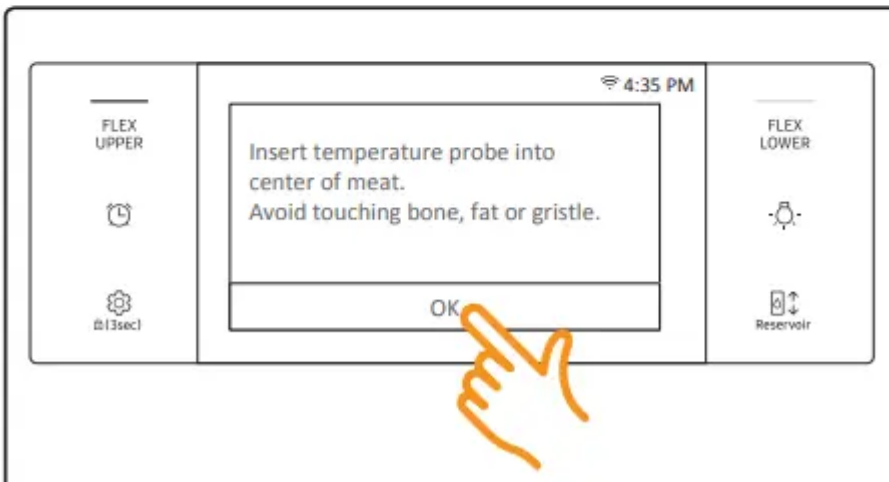 4:35 PM
FLEX
UPPER
FLEX
LOWER
Insert temperature probe into
center of meat.
Avoid touching bone, fat or gristle.
OK
(3sec)
Reservoir